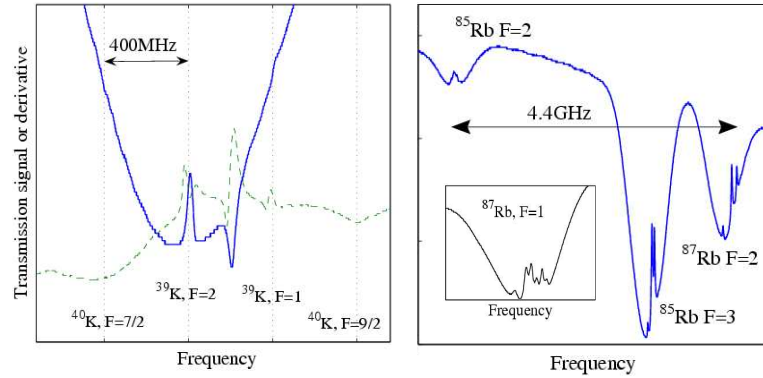 Transmission signal or derivative
400MHz
³⁹K, F=2
³⁹K, F=1
⁴⁰K, F=7/2
⁴⁰K, F=9/2
Frequency
⁸⁵Rb F=2
4.4GHz
⁸⁷Rb, F=1
Frequency
⁸⁷Rb F=2
⁸⁵Rb F=3
Frequency